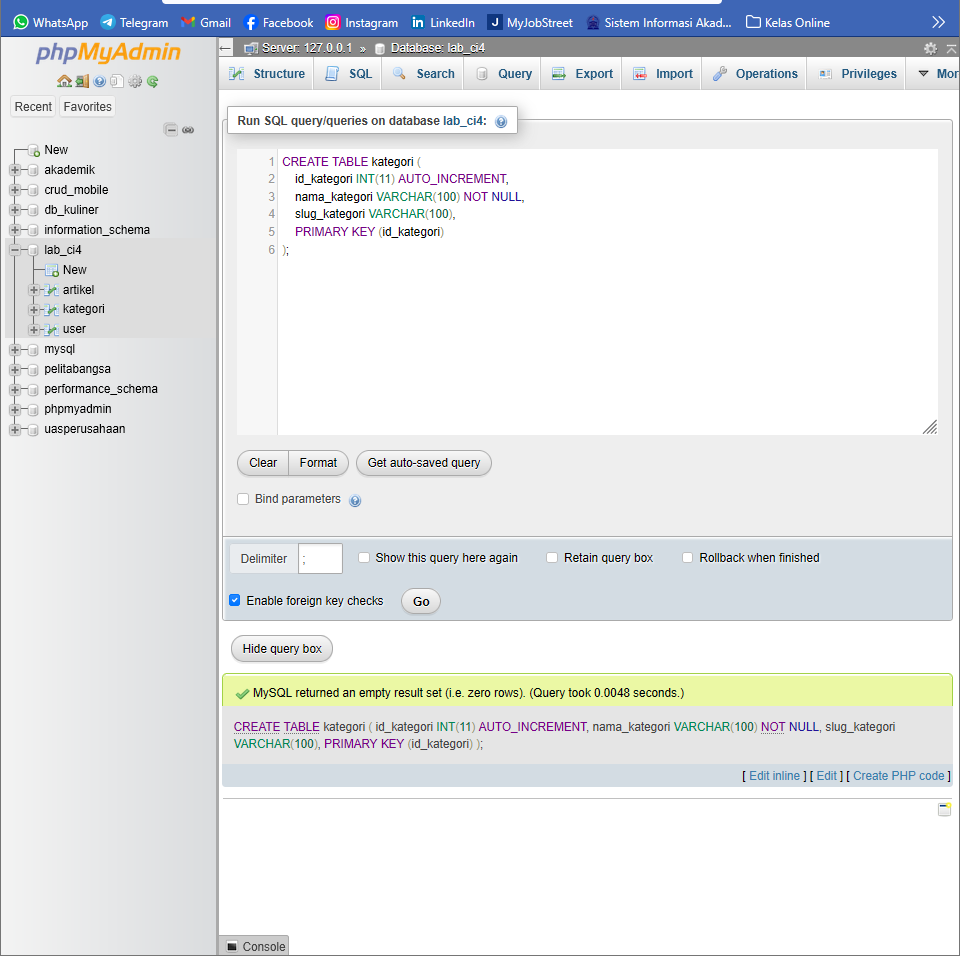 WhatsApp Telegram Gmail Facebook Instagram LinkedIn MyJobStreet Sistem Informasi Akad... Kelas Online
phpMyAdmin
Recent Favorites
New
akademik
crud_mobile
db_kuliner
information_schema
lab_ci4
New
artikel
kategori
user
mysql
pelitabangsa
performance_schema
phpmyadmin
uasperusahaan
Server: 127.0.0.1 » Database: lab_ci4
Structure SQL Search Query Export Import Operations Privileges Mor
Run SQL query/queries on database lab_ci4:
1 CREATE TABLE kategori (
2 id_kategori INT(11) AUTO_INCREMENT,
3 nama_kategori VARCHAR(100) NOT NULL,
4 slug_kategori VARCHAR(100),
5 PRIMARY KEY (id_kategori)
6 );
Clear Format Get auto-saved query
Bind parameters
Delimiter ; Show this query here again Retain query box Rollback when finished
Enable foreign key checks Go
Hide query box
MySQL returned an empty result set (i.e. zero rows). (Query took 0.0048 seconds.)
CREATE TABLE kategori ( id_kategori INT(11) AUTO_INCREMENT, nama_kategori VARCHAR(100) NOT NULL, slug_kategori
VARCHAR(100), PRIMARY KEY (id_kategori) );
[ Edit inline ] [ Edit ] [ Create PHP code ]
Console